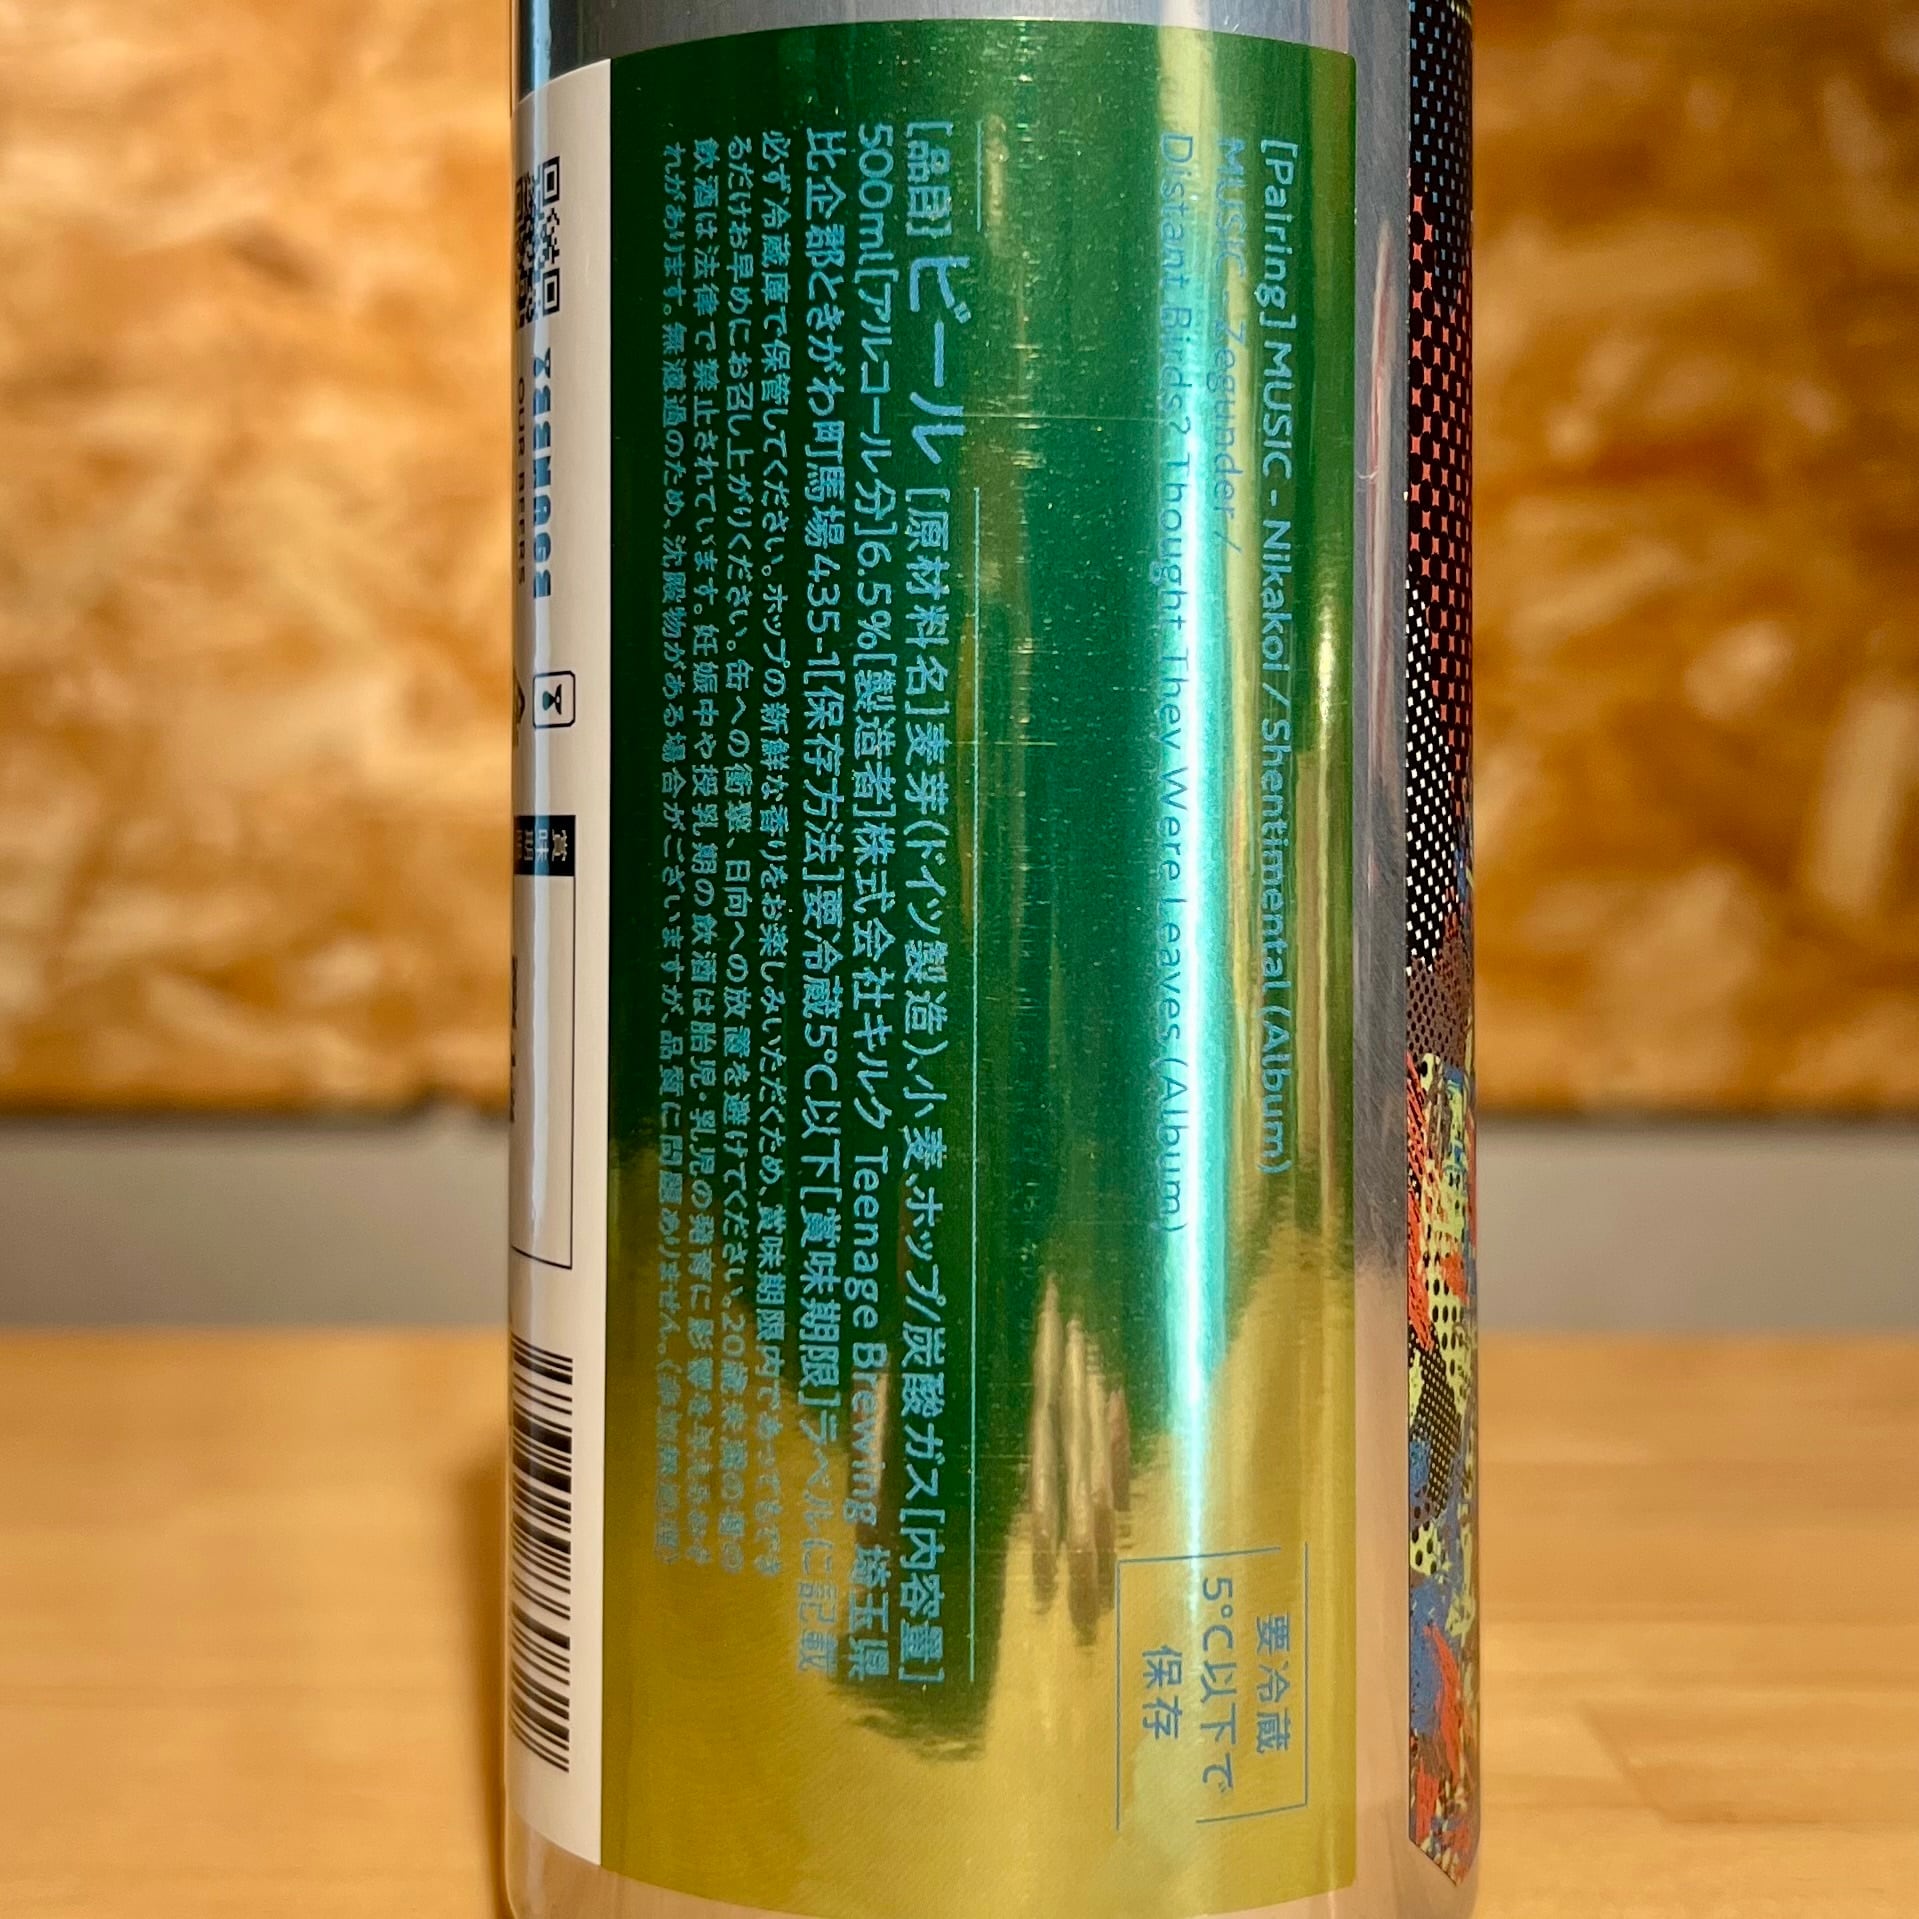 [Pairing] MUSIC - Nikakoi / Shentimental (Album)
MUSIC - Zegunder /
Distant Birds? Thought They Were Leaves (Album)
要冷蔵
5℃以下で
保存
[品目] ビール [原材料名]麦芽(ドイツ製造)、小麦、ホップ/炭酸ガス[内容量]
500ml[アルコール分]6.5%[製造者]株式会社キルク Teenage Brewing 埼玉県
比企郡ときがわ町馬場435-1[保存方法]要冷蔵5℃以下[賞味期限]ラベルに記載
必ず冷蔵庫で保管してください。ホップの新鮮な香りをお楽しみいただくため、賞味期限内であってもでき
るだけお早めにお召し上がりください。缶への衝撃、日向への放置を避けてください。20歳未満の者の
飲酒は法律で禁止されています。妊娠中や授乳期の飲酒は胎児・乳児の発育に影響を与えるおそ
れがあります。無濾過のため、沈殿物がある場合がございますが、品質に問題ありません。
TEENAGE
OUR BEERS
賞味期